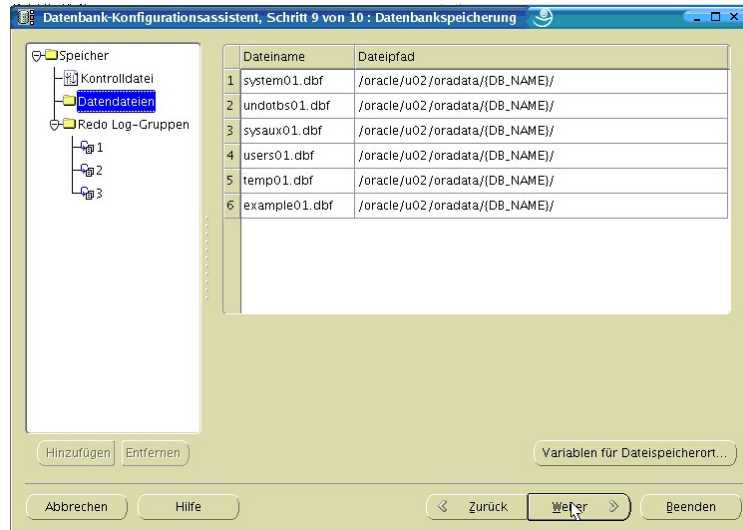 Datenbank-Konfigurationsassistent, Schritt 9 von 10 : Datenbankspeicherung
Speicher
Kontrolldatei
Datendateien
Redo Log-Gruppen
1
2
3
Dateiname Dateipfad
1 system01.dbf /oracle/u02/oradata/{DB_NAME}/
2 undotbs01.dbf /oracle/u02/oradata/{DB_NAME}/
3 sysaux01.dbf /oracle/u02/oradata/{DB_NAME}/
4 users01.dbf /oracle/u02/oradata/{DB_NAME}/
5 temp01.dbf /oracle/u02/oradata/{DB_NAME}/
6 example01.dbf /oracle/u02/oradata/{DB_NAME}/
Hinzufügen Entfernen Variablen für Dateispeicherort...
Abbrechen Hilfe Zurück Weiter Beenden